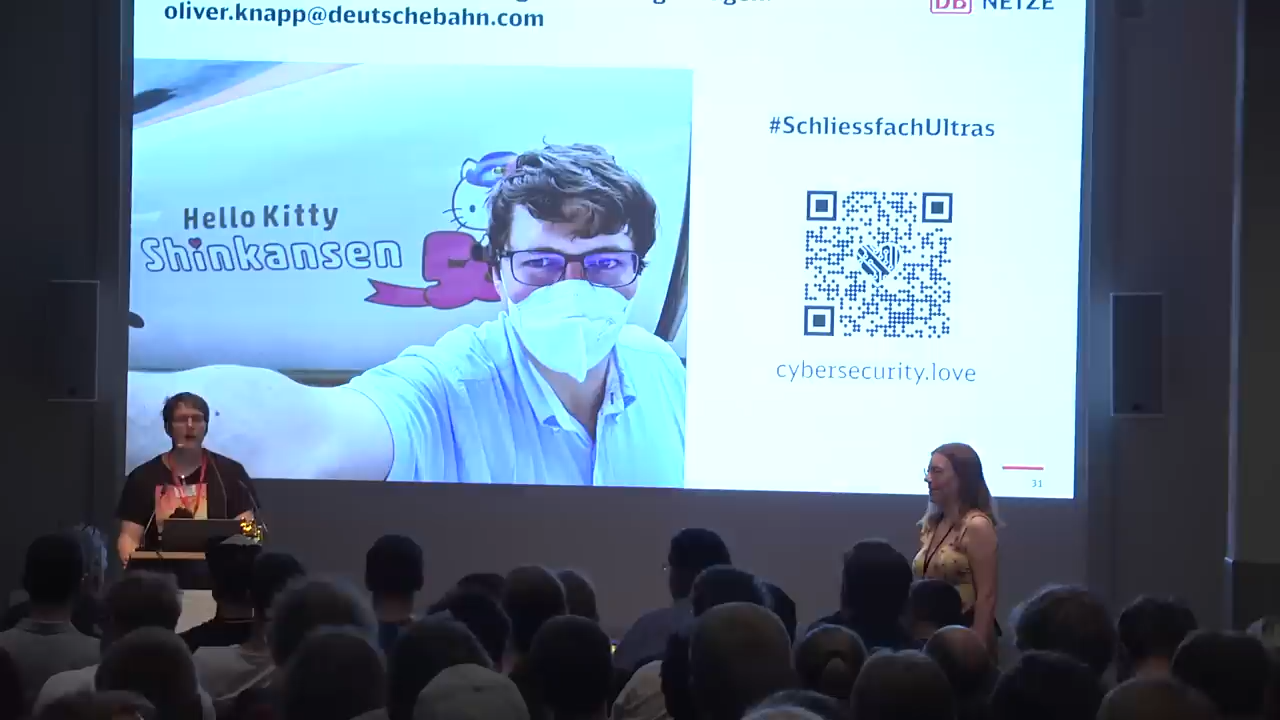 oliver.knapp@deutschebahn.com
DB NETZE
#SchliessfachUltras
Hello Kitty
Shinkansen
cybersecurity.love
31